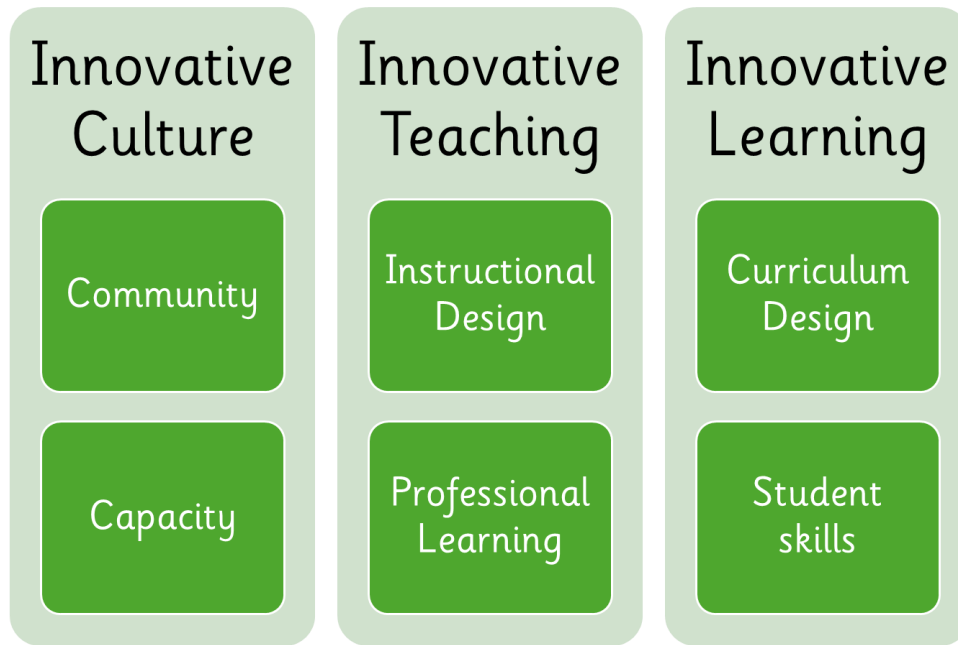 Innovative
Culture
Community
Capacity
Innovative
Teaching
Instructional
Design
Professional
Learning
Innovative
Learning
Curriculum
Design
Student
skills